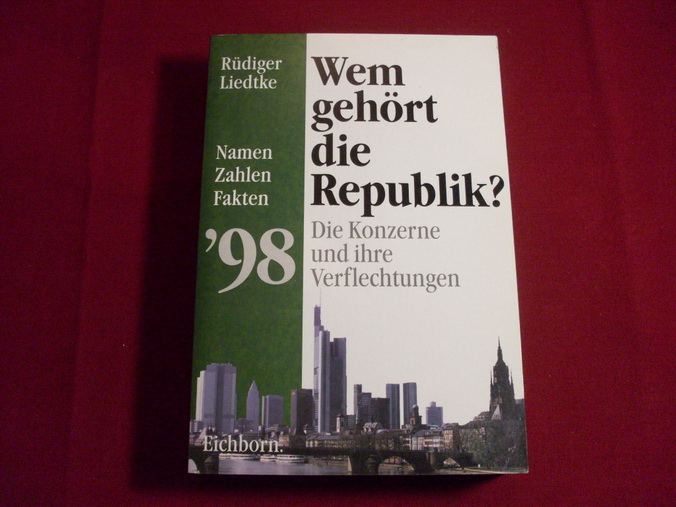 Rüdiger
Liedtke
Namen
Zahlen
Fakten
’98
Wem
gehört
die
Republik?
Die Konzerne
und ihre
Verflechtungen
Eichborn.